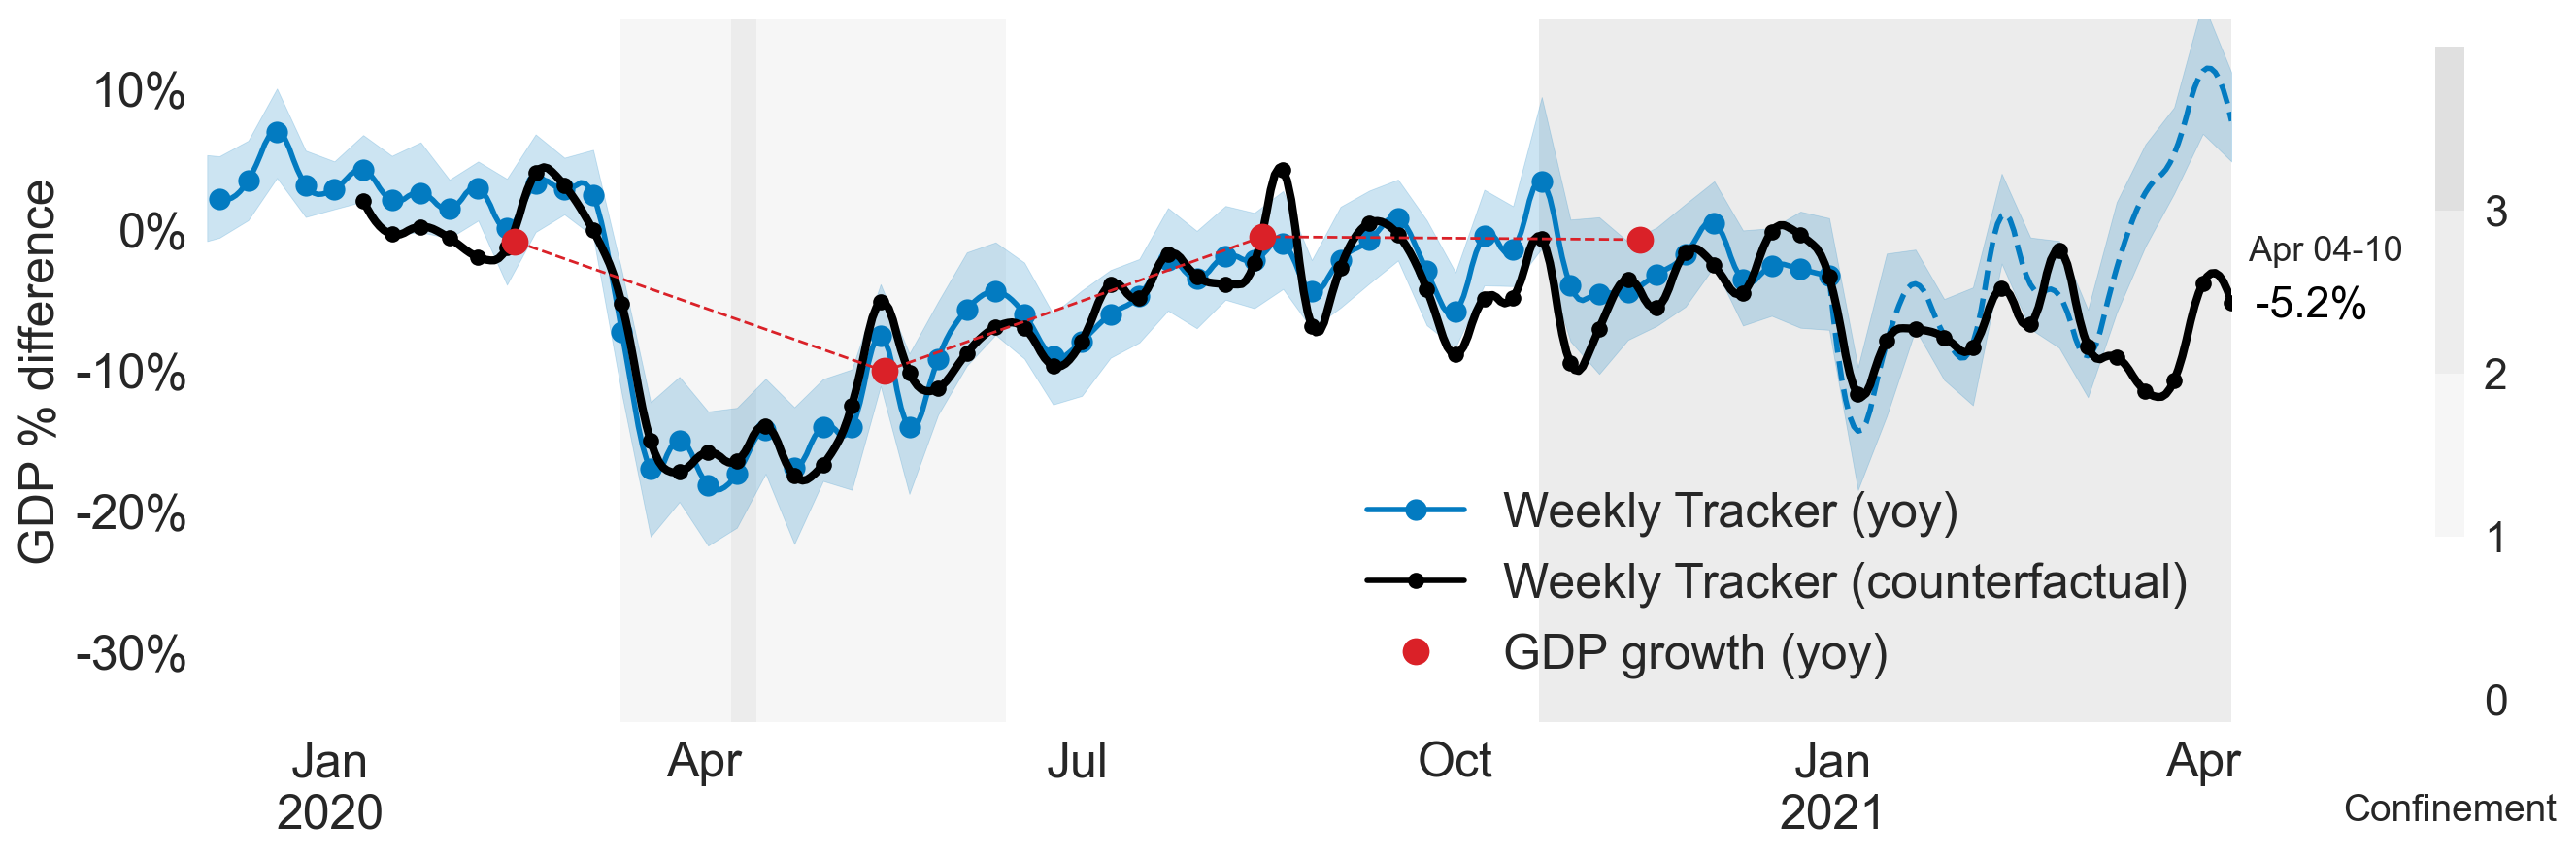 GDP % difference
10%
0%
-10%
-20%
-30%
Jan
2020
Apr
Jul
Oct
Jan
2021
Apr
Weekly Tracker (yoy)
Weekly Tracker (counterfactual)
GDP growth (yoy)
Apr 04-10
-5.2%
3
2
1
0
Confinement